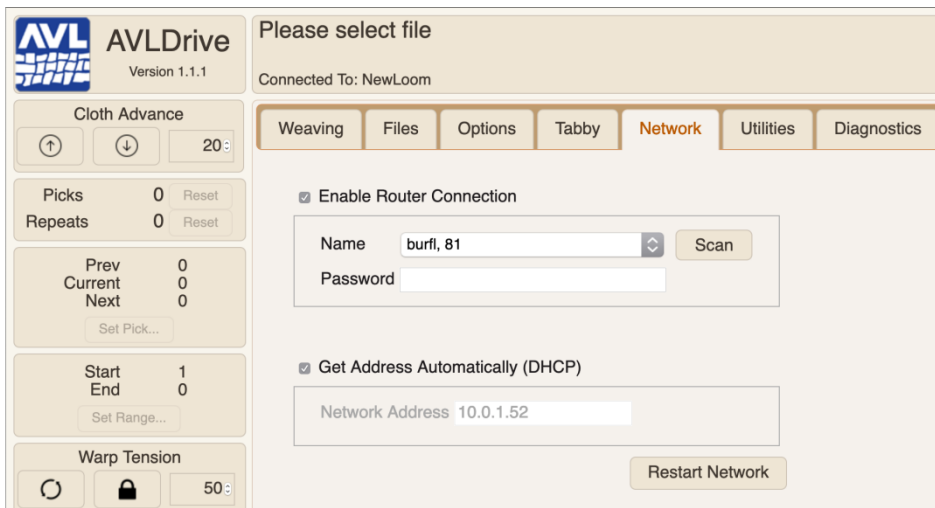 AVL
AVLDrive
Version 1.1.1
Please select file
Connected To: NewLoom
Cloth Advance
20
Picks 0 Reset
Repeats 0 Reset
Prev 0
Current 0
Next 0
Set Pick...
Start 1
End 0
Set Range...
Warp Tension
50
Weaving Files Options Tabby Network Utilities Diagnostics
Enable Router Connection
Name burfl, 81 Scan
Password
Get Address Automatically (DHCP)
Network Address 10.0.1.52
Restart Network